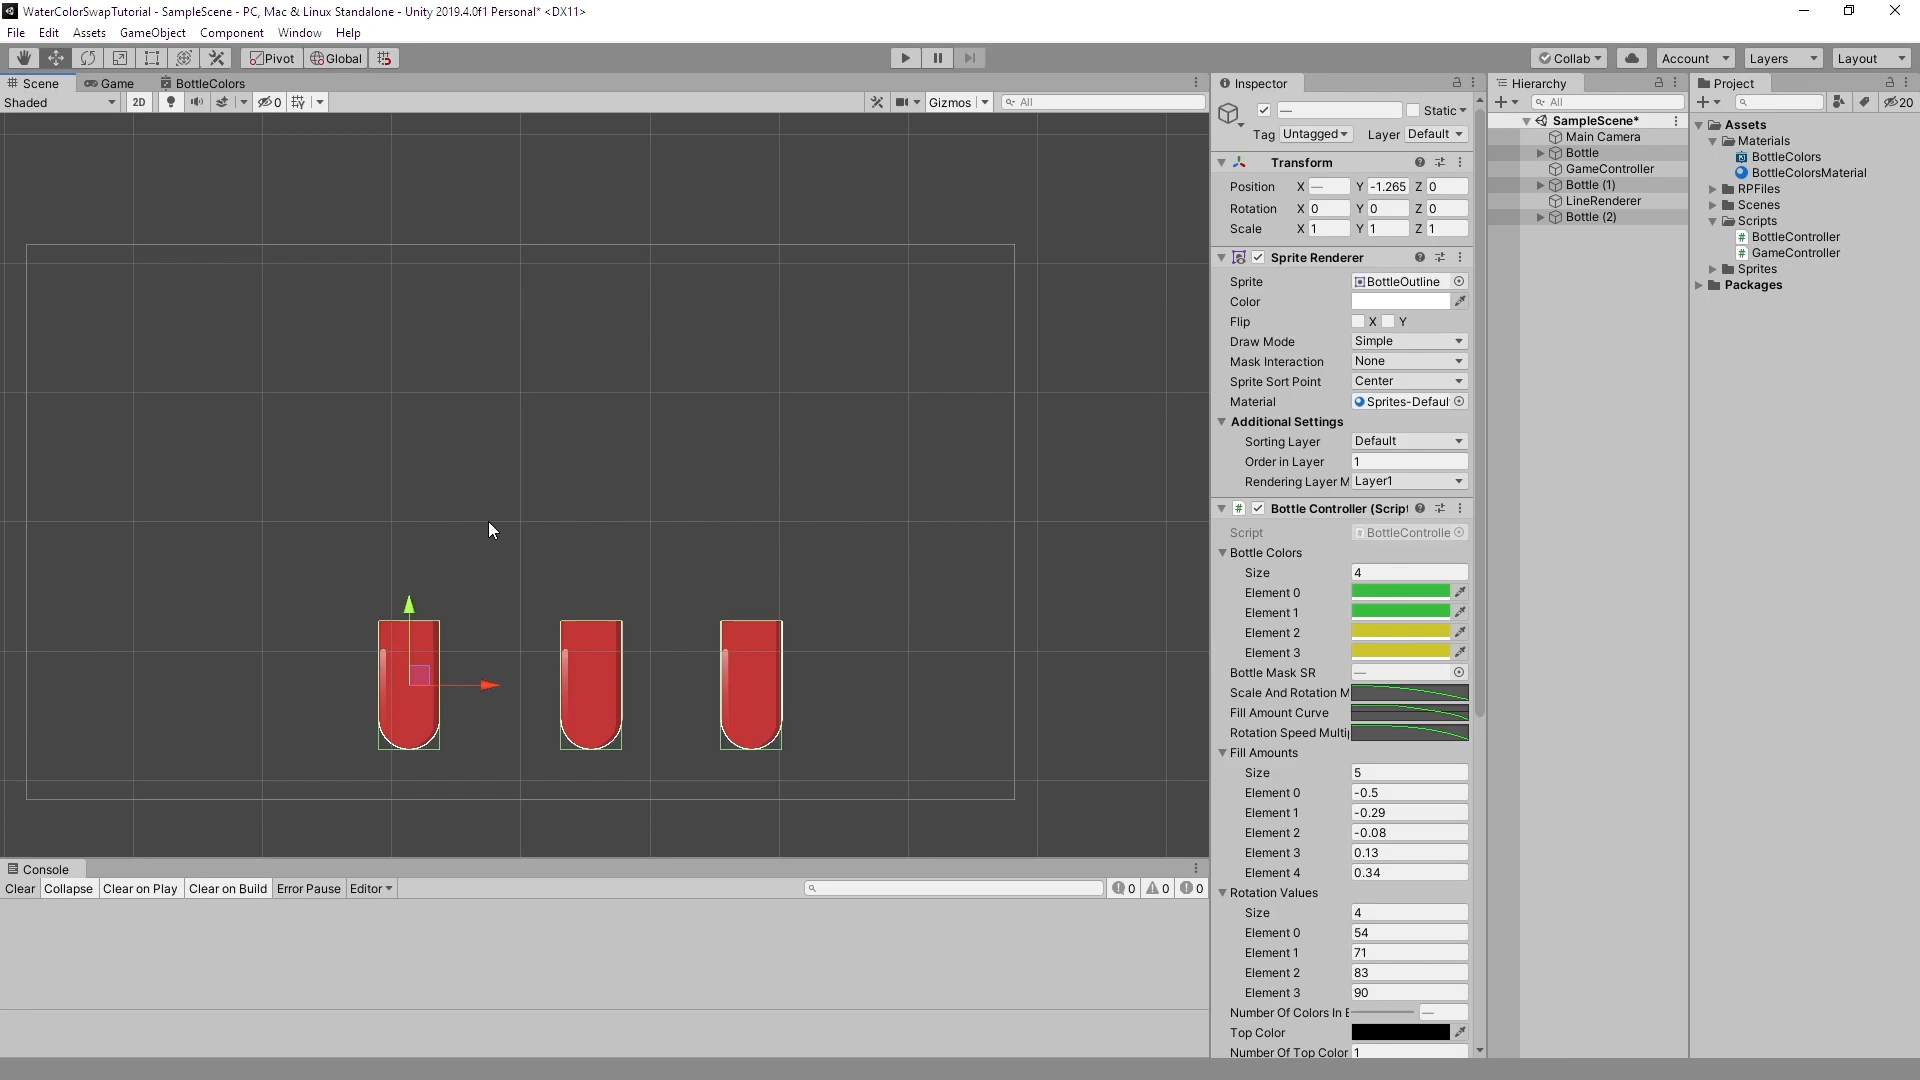 WaterColorSwapTutorial - SampleScene - PC, Mac & Linux Standalone - Unity 2019.4.0f1 Personal* <DX11>
File Edit Assets GameObject Component Window Help
Pivot Global Collab Account Layers Layout
Scene Game BottleColors
Shaded 2D 0 Gizmos All
Inspector
Static
Tag Untagged Layer Default
Transform
Position X — Y -1.265 Z 0
Rotation X 0 Y 0 Z 0
Scale X 1 Y 1 Z 1
Sprite Renderer
Sprite BottleOutline
Color
Flip X Y
Draw Mode Simple
Mask Interaction None
Sprite Sort Point Center
Material Sprites-Defaul
Additional Settings
Sorting Layer Default
Order in Layer 1
Rendering Layer M Layer1
Bottle Controller (Script
Script BottleControlle
Bottle Colors
Size 4
Element 0
Element 1
Element 2
Element 3
Bottle Mask SR —
Scale And Rotation M
Fill Amount Curve
Rotation Speed Multip
Fill Amounts
Size 5
Element 0 -0.5
Element 1 -0.29
Element 2 -0.08
Element 3 0.13
Element 4 0.34
Rotation Values
Size 4
Element 0 54
Element 1 71
Element 2 83
Element 3 90
Number Of Colors In B —
Top Color
Number Of Top Color 1
Hierarchy
All
SampleScene*
Main Camera
Bottle
GameController
Bottle (1)
LineRenderer
Bottle (2)
Project
20
Assets
Materials
BottleColors
BottleColorsMaterial
RPFiles
Scenes
Scripts
BottleController
GameController
Sprites
Packages
Console
Clear Collapse Clear on Play Clear on Build Error Pause Editor 0 0 0